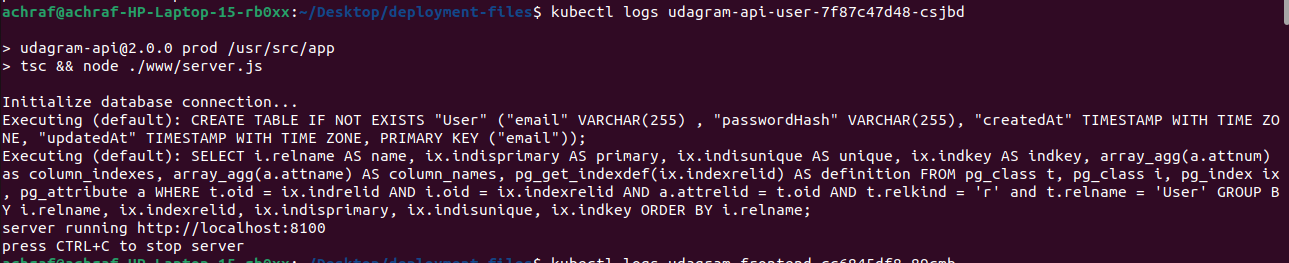 achraf@achraf-HP-Laptop-15-rb0xx:~/Desktop/deployment-files$ kubectl logs udagram-api-user-7f87c47d48-csjbd
> udagram-api@2.0.0 prod /usr/src/app
> tsc && node ./www/server.js
Initialize database connection...
Executing (default): CREATE TABLE IF NOT EXISTS "User" ("email" VARCHAR(255) , "passwordHash" VARCHAR(255), "createdAt" TIMESTAMP WITH TIME ZO
NE, "updatedAt" TIMESTAMP WITH TIME ZONE, PRIMARY KEY ("email"));
Executing (default): SELECT i.relname AS name, ix.indisprimary AS primary, ix.indisunique AS unique, ix.indkey AS indkey, array_agg(a.attnum)
as column_indexes, array_agg(a.attname) AS column_names, pg_get_indexdef(ix.indexrelid) AS definition FROM pg_class t, pg_class i, pg_index ix
, pg_attribute a WHERE t.oid = ix.indrelid AND i.oid = ix.indexrelid AND a.attrelid = t.oid AND t.relkind = 'r' and t.relname = 'User' GROUP B
Y i.relname, ix.indexrelid, ix.indisprimary, ix.indisunique, ix.indkey ORDER BY i.relname;
server running http://localhost:8100
press CTRL+C to stop server
achraf@achraf-HP-Laptop-15-rb0xx:~/Desktop/deployment-files$ kubectl logs